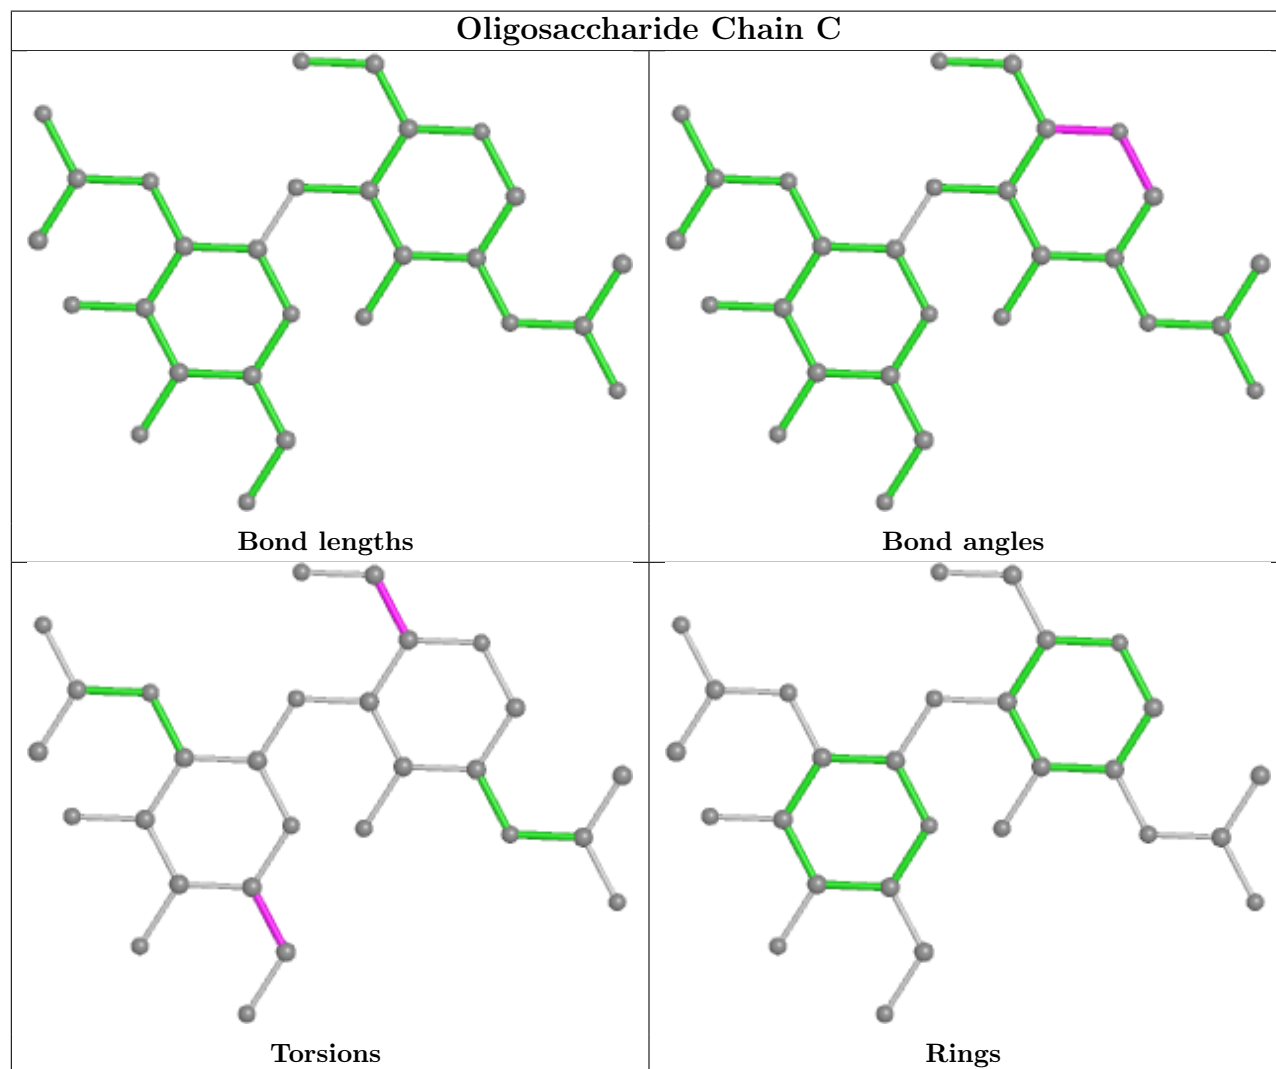 Oligosaccharide Chain C
Bond lengths
Bond angles
Torsions
Rings